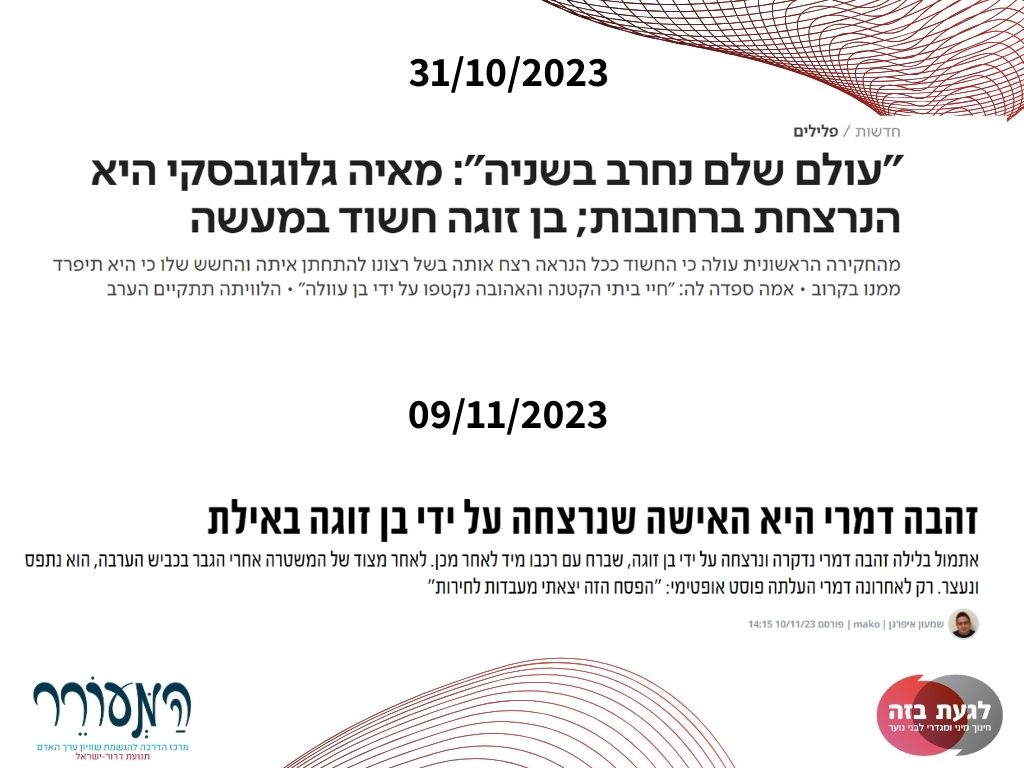 31/10/2023
חדשות / פלילים
"עולם שלם נחרב בשניה": מאיה גלוגובסקי היא
הנרצחת ברחובות; בן זוגה חשוד במעשה
מהחקירה הראשונית עולה כי החשוד ככל הנראה רצח אותה בשל רצונו להתחתן איתה והחשש שלו כי היא תיפרד
ממנו בקרוב • אמה ספדה לה: "חיי ביתי הקטנה והאהובה נקטפו על ידי בן עוולה" • הלוויתה תתקיים הערב
09/11/2023
זהבה דמרי היא האישה שנרצחה על ידי בן זוגה באילת
אתמול בלילה זהבה דמרי נדקרה ונרצחה על ידי בן זוגה, שברח עם רכבו מיד לאחר מכן. לאחר מצוד של המשטרה אחרי הגבר בכביש הערבה, הוא נתפס
ונעצר. רק לאחרונה דמרי העלתה פוסט אופטימי: "הפסח הזה יצאתי מעבדות לחירות"
שמעון איפרגן | mako | פורסם 10/11/23 14:15
הַמְּעוֹרֵר
מרכז הדרכה להגשמת שוויון ערך האדם
תנועת דרור-ישראל
לגעת בזה
חינוך מיני ומגדרי לבני נוער